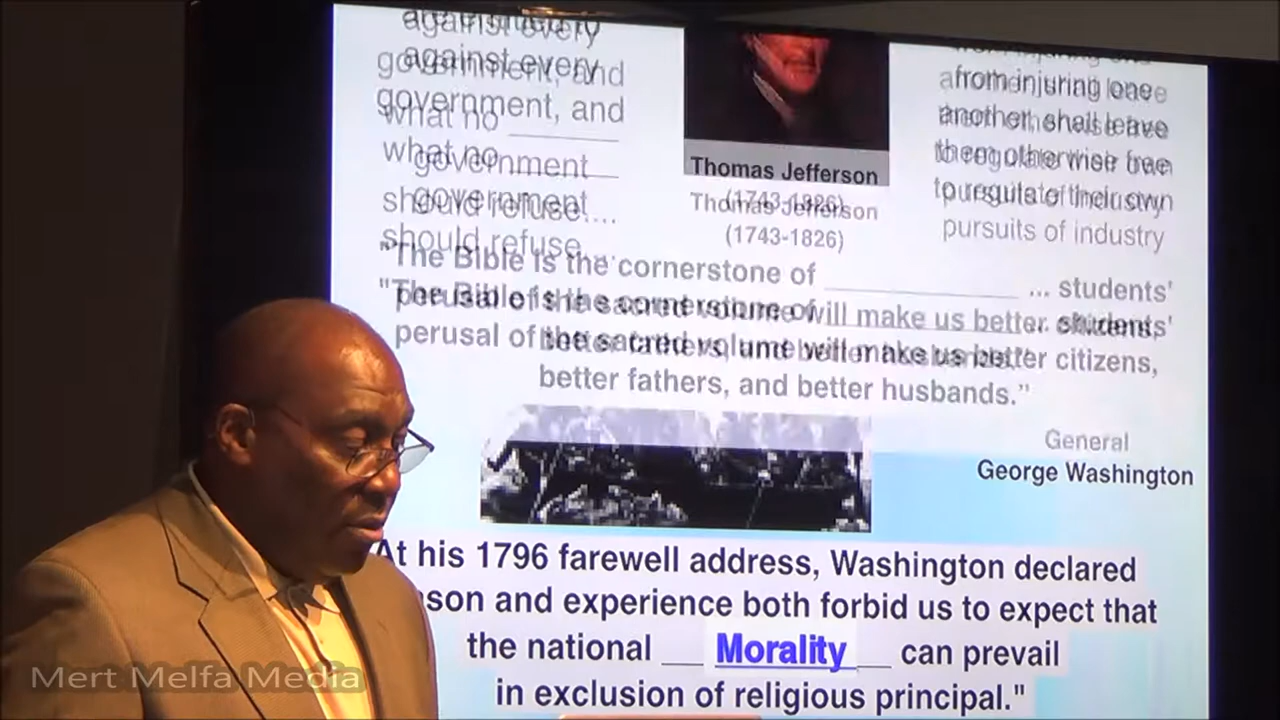 against every
government, and
what no
government
should refuse....
from injuring one
another shall leave
them otherwise free
to regulate their own
pursuits of industry
Thomas Jefferson
(1743-1826)
Thomas Jefferson
(1743-1826)
"The Bible is the cornerstone of ____ ... students'
perusal of the sacred volume will make us better citizens,
better fathers, and better husbands."
General
George Washington
At his 1796 farewell address, Washington declared
son and experience both forbid us to expect that
the national __ Morality __ can prevail
in exclusion of religious principal."
Mert Melfa Media